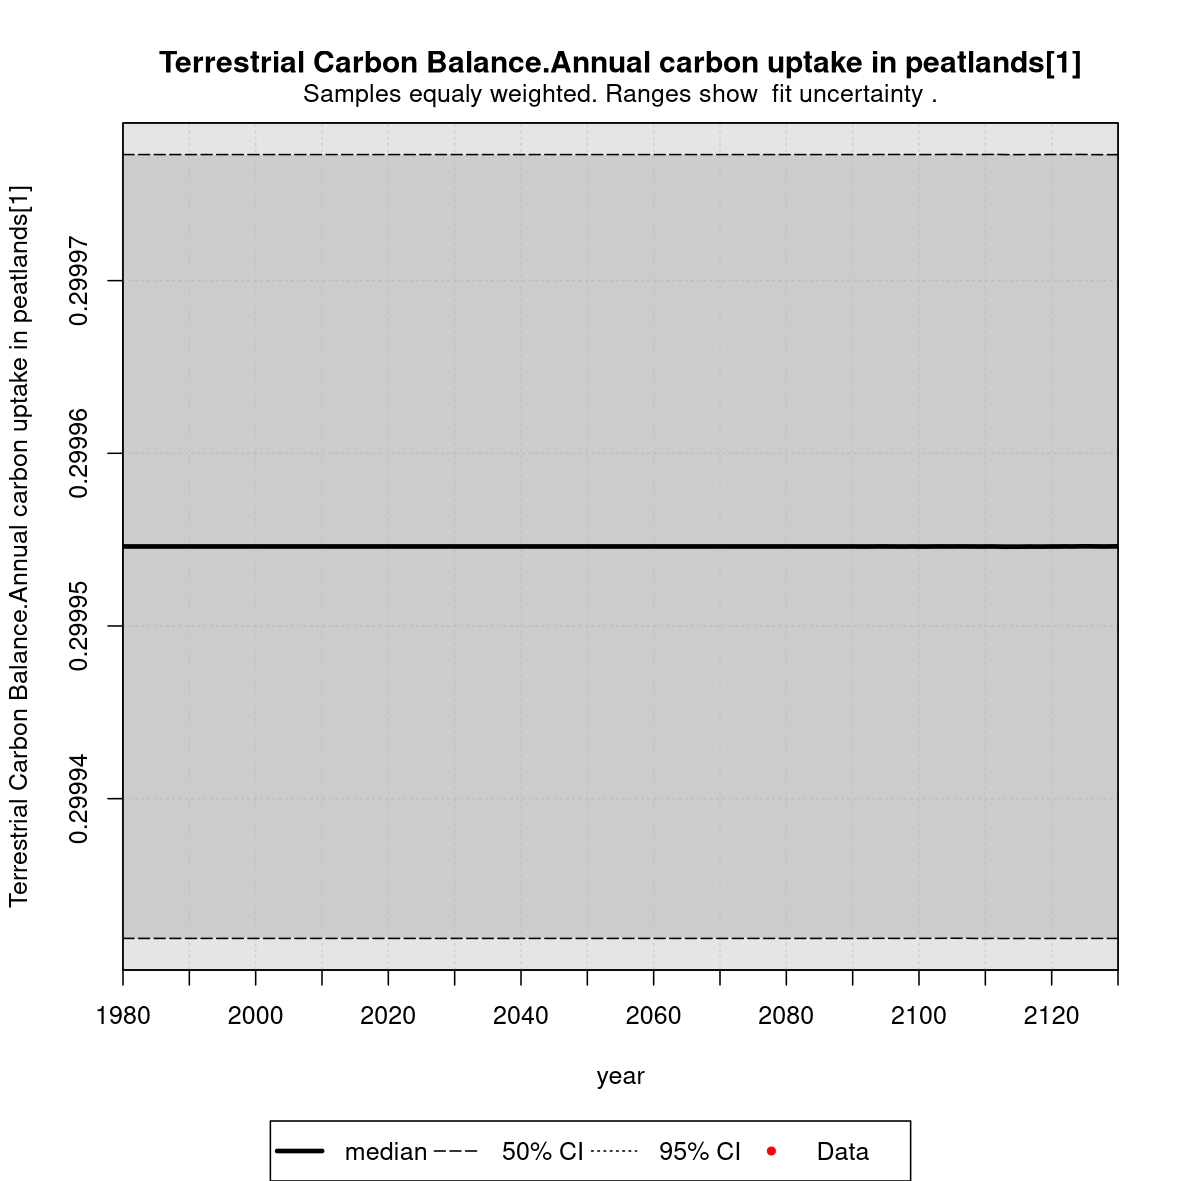 Terrestrial Carbon Balance.Annual carbon uptake in peatlands[1]
Samples equaly weighted. Ranges show  fit uncertainty .
Terrestrial Carbon Balance.Annual carbon uptake in peatlands[1]
0.29997
0.29996
0.29995
0.29994
1980 2000 2020 2040 2060 2080 2100 2120
year
median 50% CI 95% CI Data